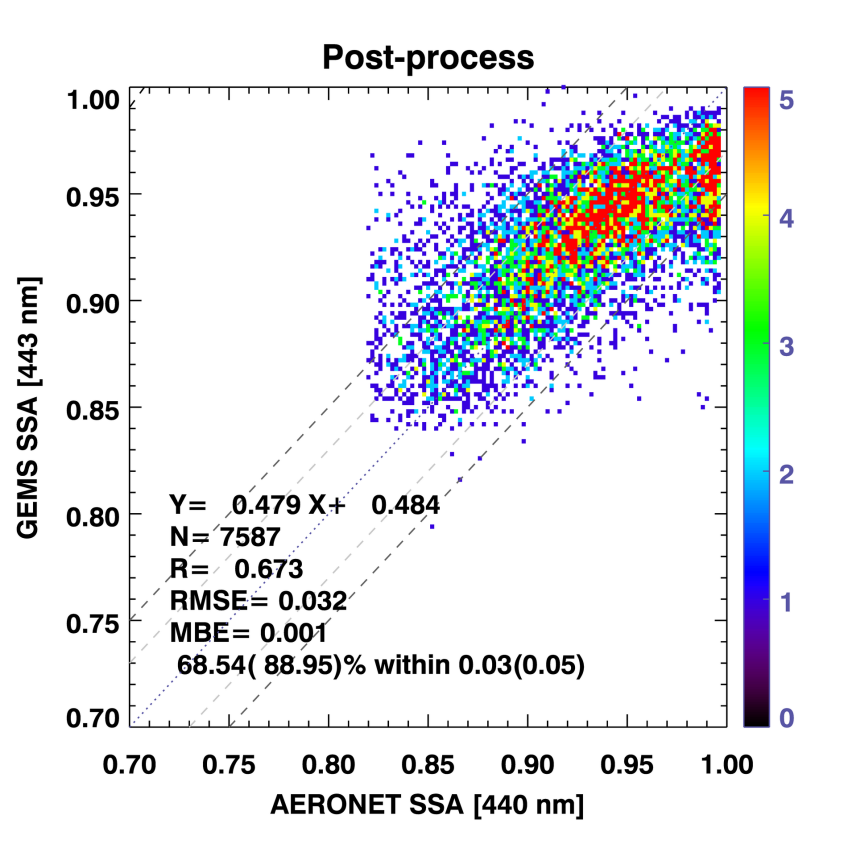 Post-process
1.00
0.95
0.90
0.85
0.80
0.75
0.70
GEMS SSA [443 nm]
Y= 0.479 X+ 0.484
N= 7587
R= 0.673
RMSE= 0.032
MBE= 0.001
68.54( 88.95)% within 0.03(0.05)
0.70 0.75 0.80 0.85 0.90 0.95 1.00
AERONET SSA [440 nm]
5
4
3
2
1
0